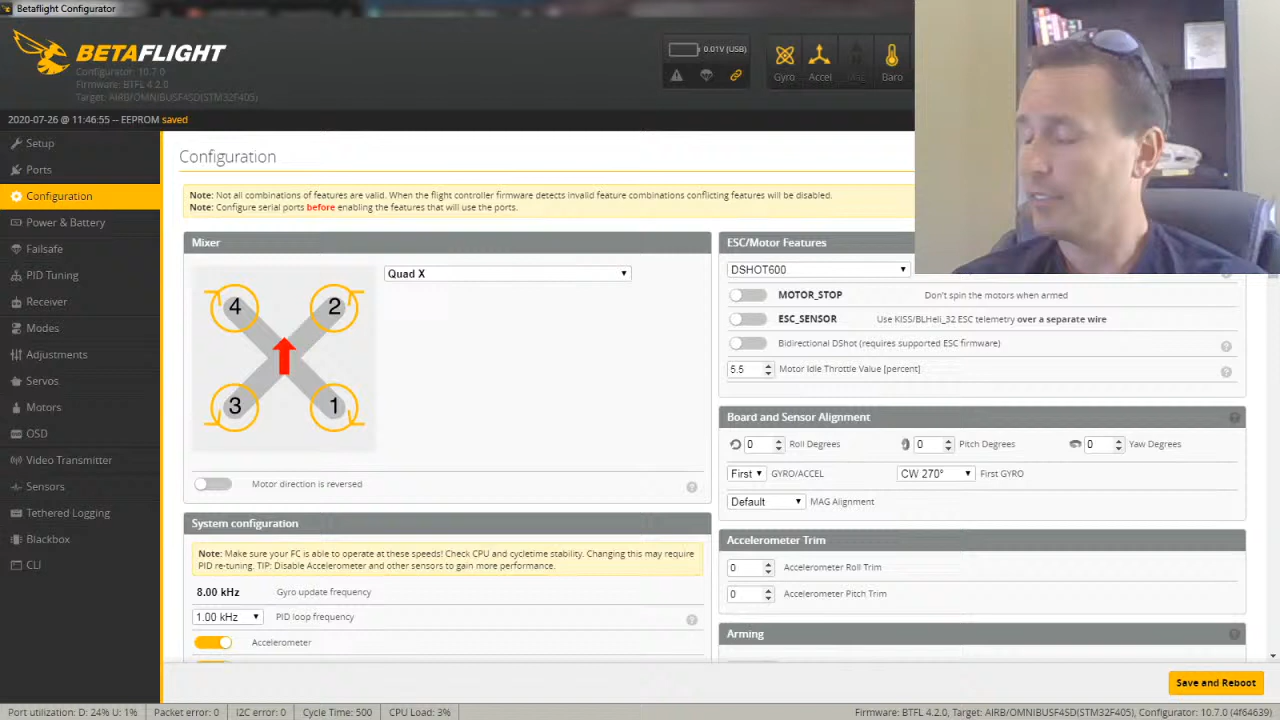 Betaflight Configurator
BETAFLIGHT
Configurator: 10.7.0
Firmware: BTFL 4.2.0
Target: AIRB/OMNIBUSF4SD(STM32F405)
0.01V (USB)
Gyro
Accel
Mag
Baro
2020-07-26 @ 11:46:55 -- EEPROM saved
Setup
Ports
Configuration
Power & Battery
Failsafe
PID Tuning
Receiver
Modes
Adjustments
Servos
Motors
OSD
Video Transmitter
Sensors
Tethered Logging
Blackbox
CLI
Configuration
Note: Not all combinations of features are valid. When the flight controller firmware detects invalid feature combinations conflicting features will be disabled.
Note: Configure serial ports before enabling the features that will use the ports.
Mixer
Quad X
4
2
3
1
Motor direction is reversed
System configuration
Note: Make sure your FC is able to operate at these speeds! Check CPU and cycletime stability. Changing this may require
PID re-tuning. TIP: Disable Accelerometer and other sensors to gain more performance.
8.00 kHz Gyro update frequency
1.00 kHz PID loop frequency
Accelerometer
ESC/Motor Features
DSHOT600
MOTOR_STOP Don't spin the motors when armed
ESC_SENSOR Use KISS/BLHeli_32 ESC telemetry over a separate wire
Bidirectional DShot (requires supported ESC firmware)
5.5 Motor Idle Throttle Value [percent]
Board and Sensor Alignment
0 Roll Degrees 0 Pitch Degrees 0 Yaw Degrees
First GYRO/ACCEL CW 270° First GYRO
Default MAG Alignment
Accelerometer Trim
0 Accelerometer Roll Trim
0 Accelerometer Pitch Trim
Arming
Save and Reboot
Port utilization: D: 24% U: 1% Packet error: 0 I2C error: 0 Cycle Time: 500 CPU Load: 3% Firmware: BTFL 4.2.0, Target: AIRB/OMNIBUSF4SD(STM32F405), Configurator: 10.7.0 (4f64639)